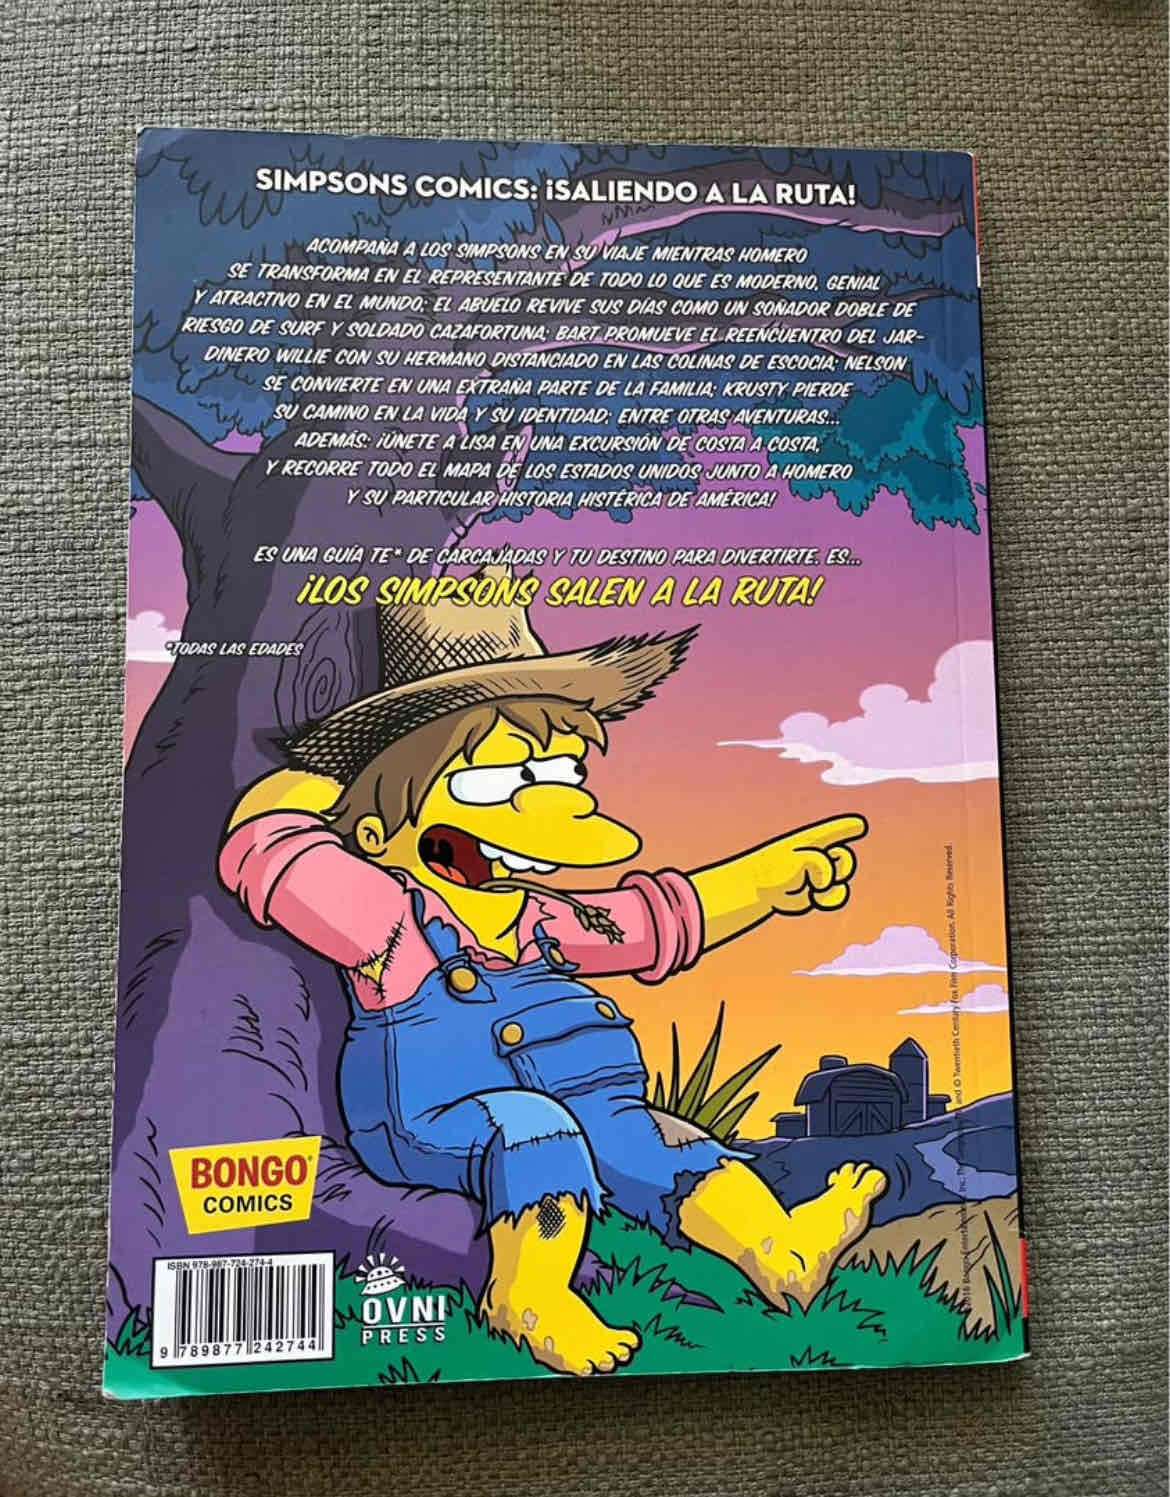 SIMPSONS COMICS: ¡SALIENDO A LA RUTA!
ACOMPAÑA A LOS SIMPSONS EN SU VIAJE MIENTRAS HOMERO
SE TRANSFORMA EN EL REPRESENTANTE DE TODO LO QUE ES MODERNO, GENIAL
Y ATRACTIVO EN EL MUNDO; EL ABUELO REVIVE SUS DÍAS COMO UN SOÑADOR DOBLE DE
RIESGO DE SURF Y SOLDADO CAZAFORTUNA; BART PROMUEVE EL REENCUENTRO DEL JAR-
DINERO WILLIE CON SU HERMANO DISTANCIADO EN LAS COLINAS DE ESCOCIA; NELSON
SE CONVIERTE EN UNA EXTRAÑA PARTE DE LA FAMILIA; KRUSTY PIERDE
SU CAMINO EN LA VIDA Y SU IDENTIDAD; ENTRE OTRAS AVENTURAS...
ADEMÁS: ¡ÚNETE A LISA EN UNA EXCURSIÓN DE COSTA A COSTA,
Y RECORRE TODO EL MAPA DE LOS ESTADOS UNIDOS JUNTO A HOMERO
Y SU PARTICULAR HISTORIA HISTÉRICA DE AMÉRICA!
ES UNA GUÍA TE* DE CARCAJADAS Y TU DESTINO PARA DIVERTIRTE. ES...
¡LOS SIMPSONS SALEN A LA RUTA!
*TODAS LAS EDADES
BONGO®
COMICS
ISBN 978-987-724-274-4
9 789877 242744
OVNI
PRESS
and © Twentieth Century Fox Film Corporation. All Rights Reserved.